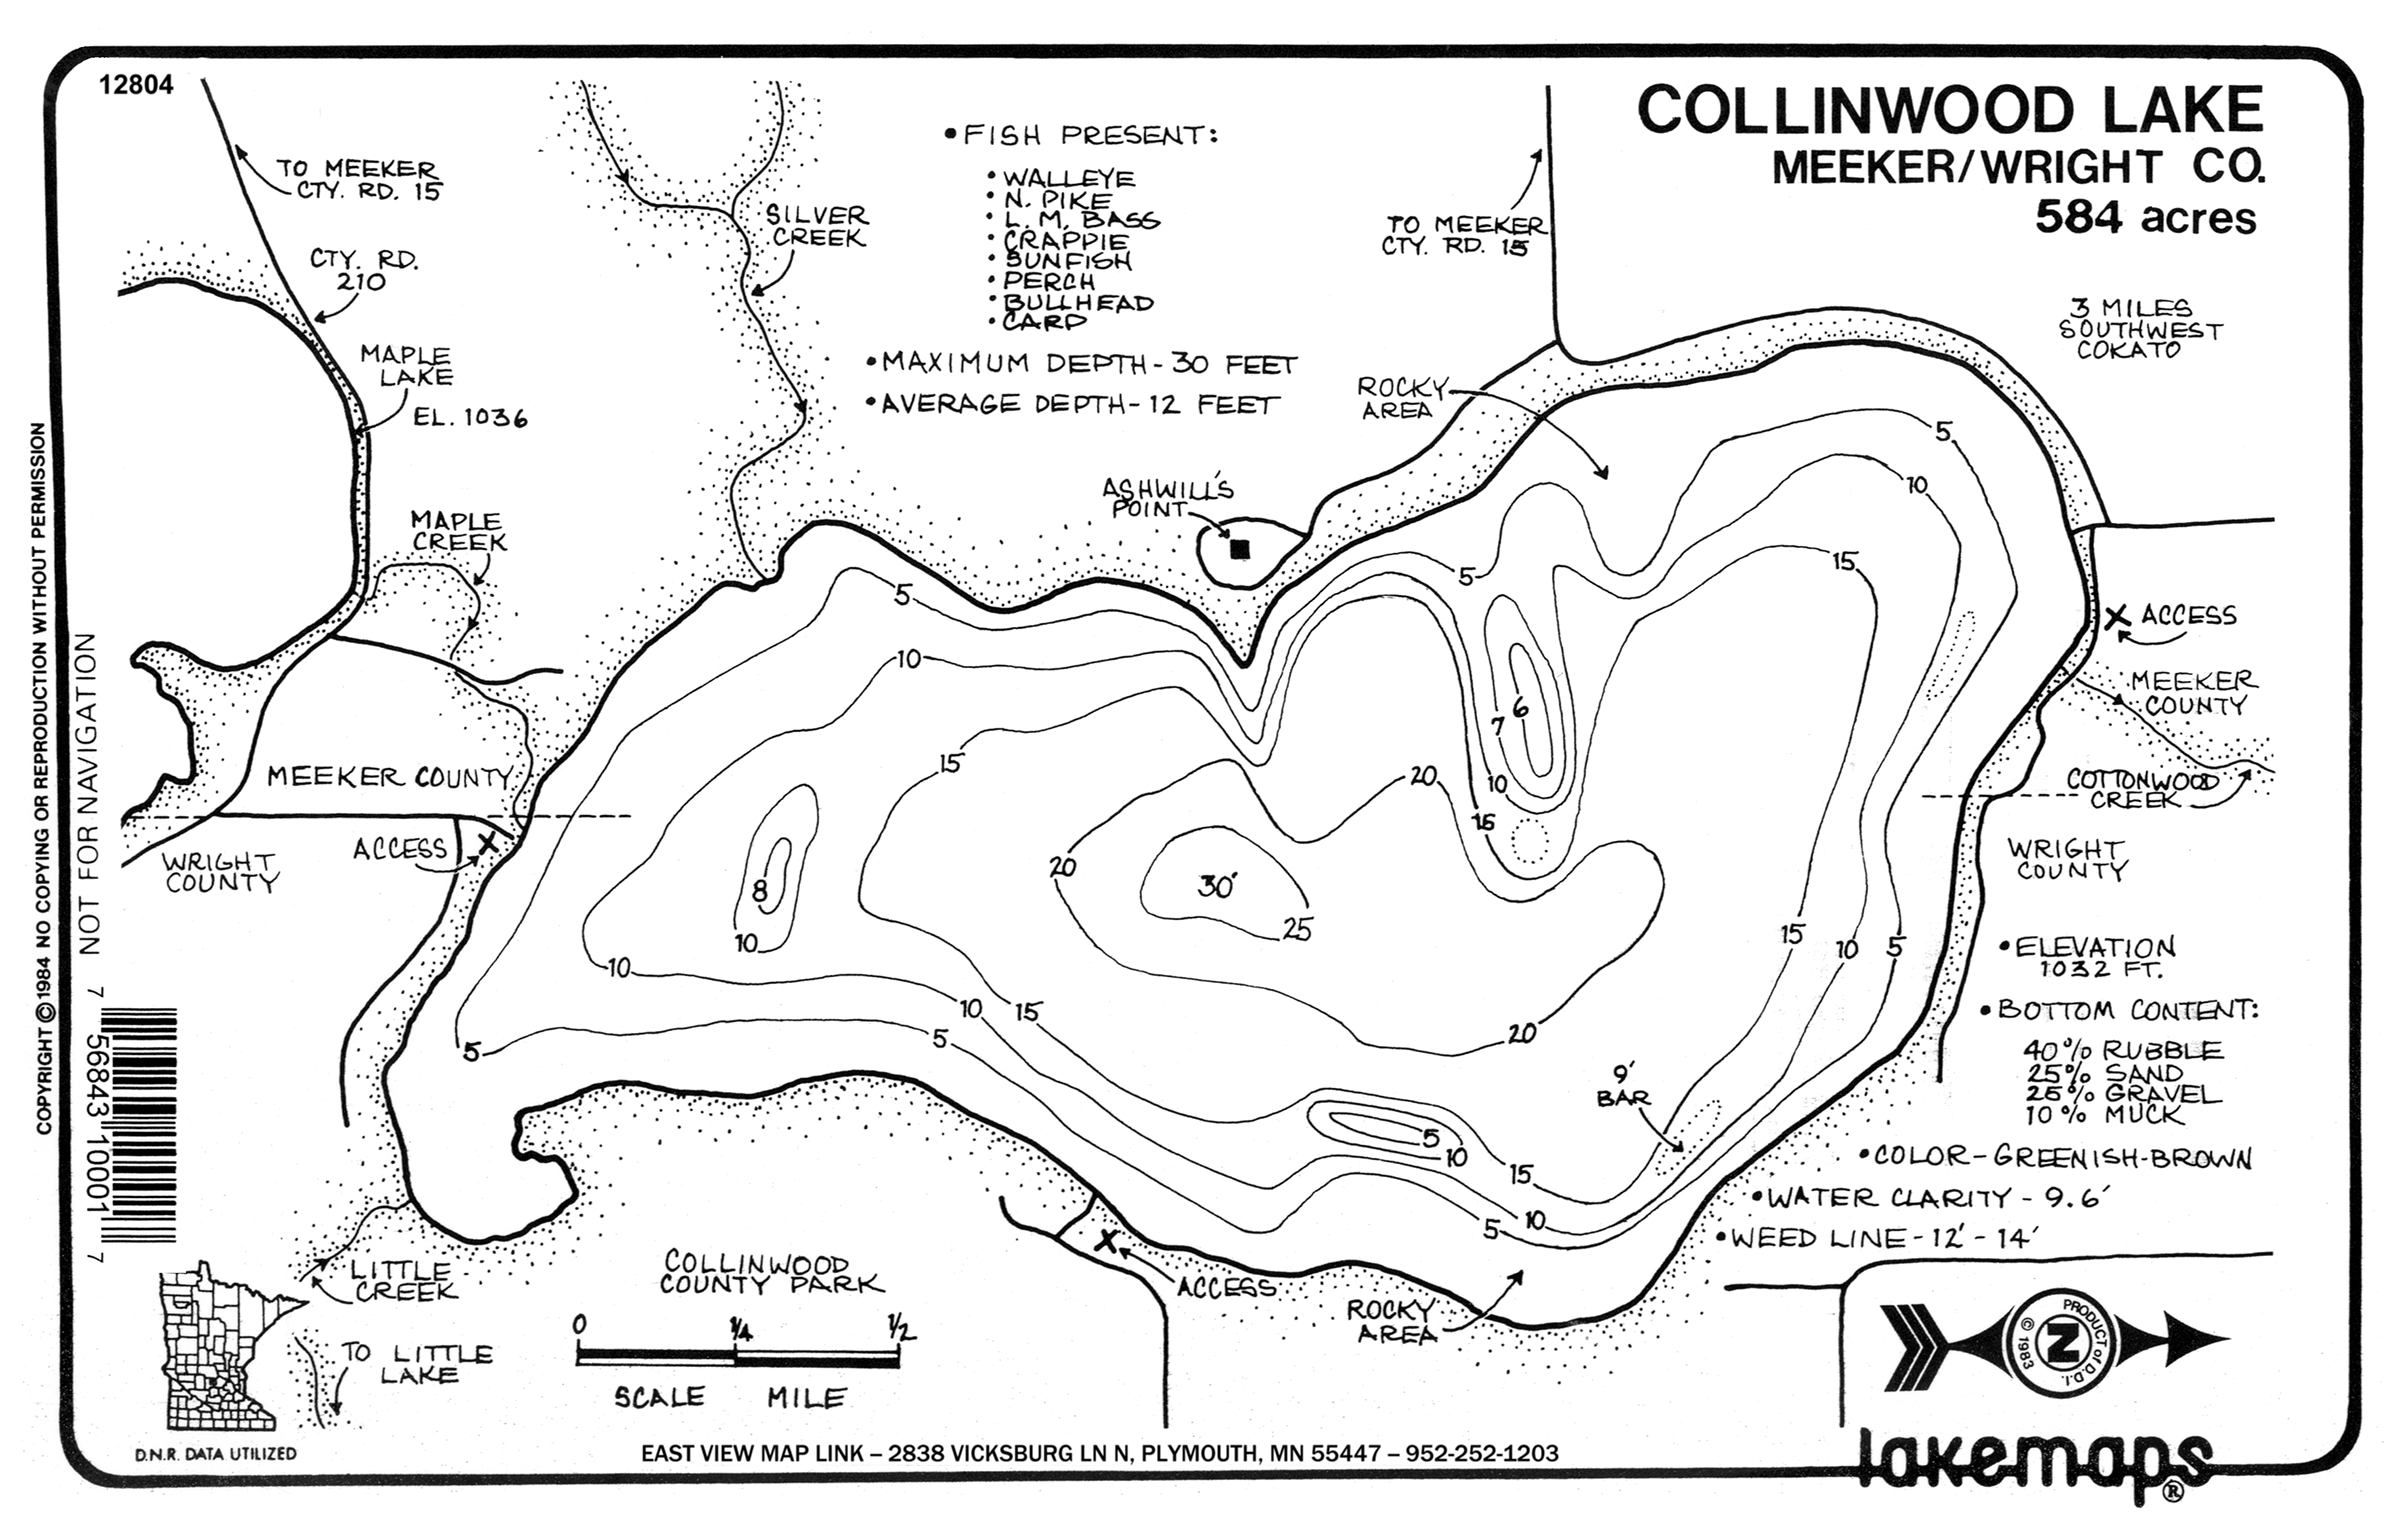 12804
COLLINWOOD LAKE
MEEKER/WRIGHT CO.
584 acres
3 MILES
SOUTHWEST
COKATO
TO MEEKER
CTY. RD. 15
CTY. RD.
210
MAPLE
LAKE
EL. 1036
MAPLE
CREEK
SILVER
CREEK
• FISH PRESENT:
• WALLEYE
• N. PIKE
• L. M. BASS
• CRAPPIE
• SUNFISH
• PERCH
• BULLHEAD
• CARP
• MAXIMUM DEPTH - 30 FEET
• AVERAGE DEPTH - 12 FEET
TO MEEKER
CTY. RD. 15
ROCKY
AREA
ASHWILL'S
POINT
5
10
15
5
5
10
15
20
7
6
10
15
20
30'
25
8
10
10
10
15
5
5
20
15
10
5
9'
BAR
5
10
15
10
5
X ACCESS
MEEKER
COUNTY
COTTONWOOD
CREEK
WRIGHT
COUNTY
MEEKER COUNTY
ACCESS X
WRIGHT
COUNTY
• ELEVATION
1032 FT.
• BOTTOM CONTENT:
40% RUBBLE
25% SAND
25% GRAVEL
10% MUCK
• COLOR - GREENISH-BROWN
• WATER CLARITY - 9.6'
• WEED LINE - 12' - 14'
COLLINWOOD
COUNTY PARK
X
ACCESS
ROCKY
AREA
LITTLE
CREEK
TO LITTLE
LAKE
0 1/4 1/2
SCALE MILE
N
PRODUCT of D.I.
© 1983
D.N.R. DATA UTILIZED
EAST VIEW MAP LINK – 2838 VICKSBURG LN N, PLYMOUTH, MN 55447 – 952-252-1203
lakemaps®
COPYRIGHT © 1984 NO COPYING OR REPRODUCTION WITHOUT PERMISSION
NOT FOR NAVIGATION
7 56843 10001 7